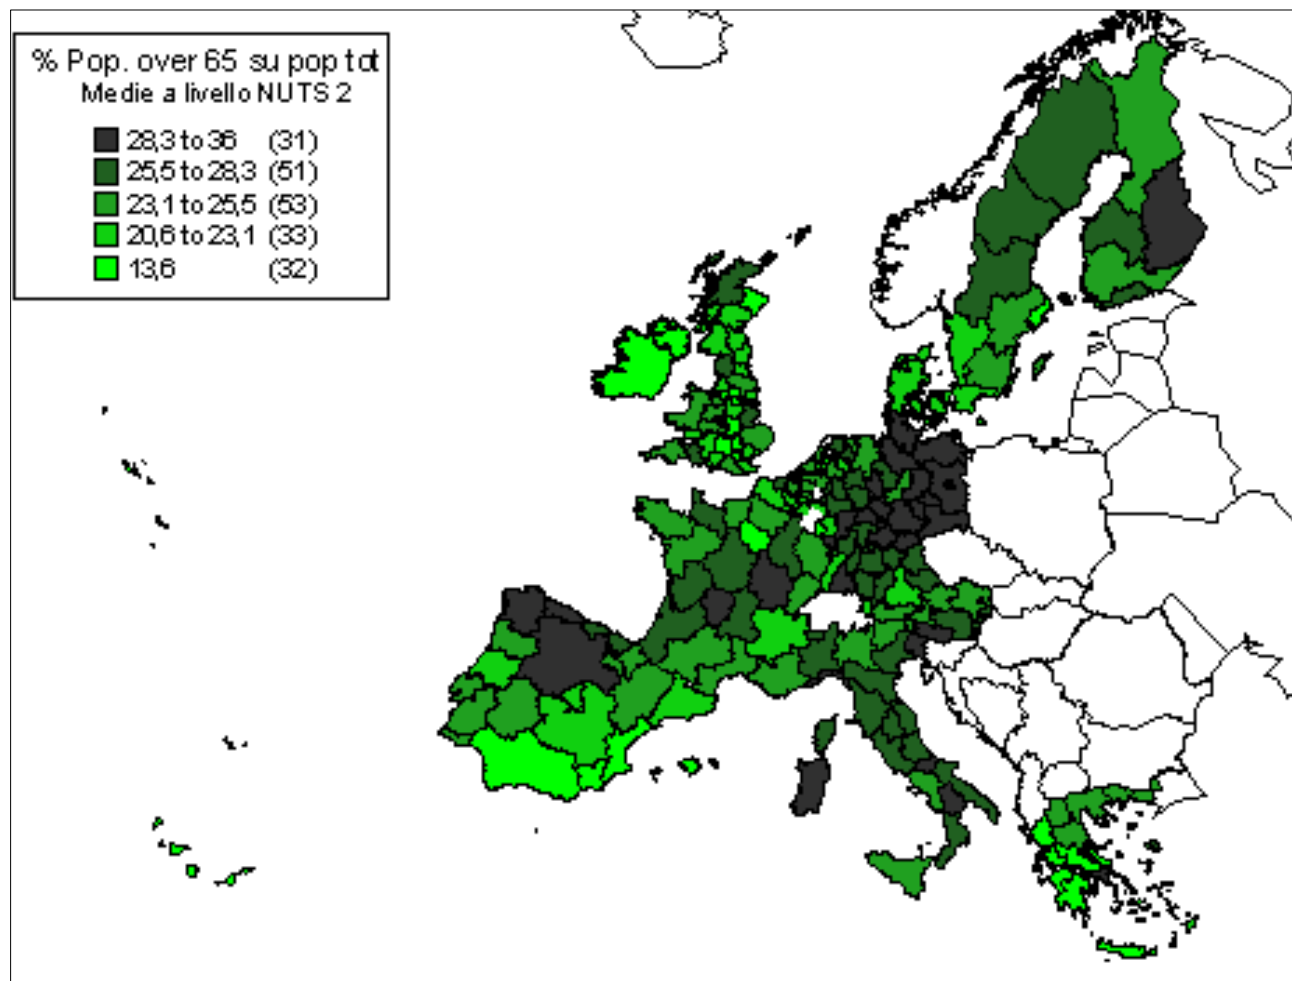 % Pop. over 65 su pop tot
Medie a livello NUTS 2
28,3 to 36 (31)
25,5 to 28,3 (51)
23,1 to 25,5 (53)
20,6 to 23,1 (33)
13,6 (32)